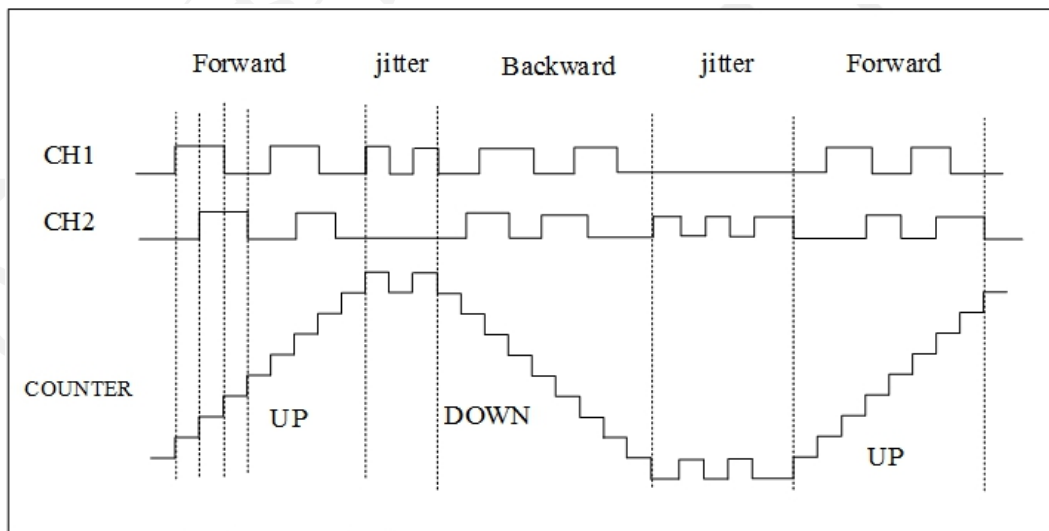 Forward jitter Backward jitter Forward
CH1
CH2
COUNTER
UP DOWN UP